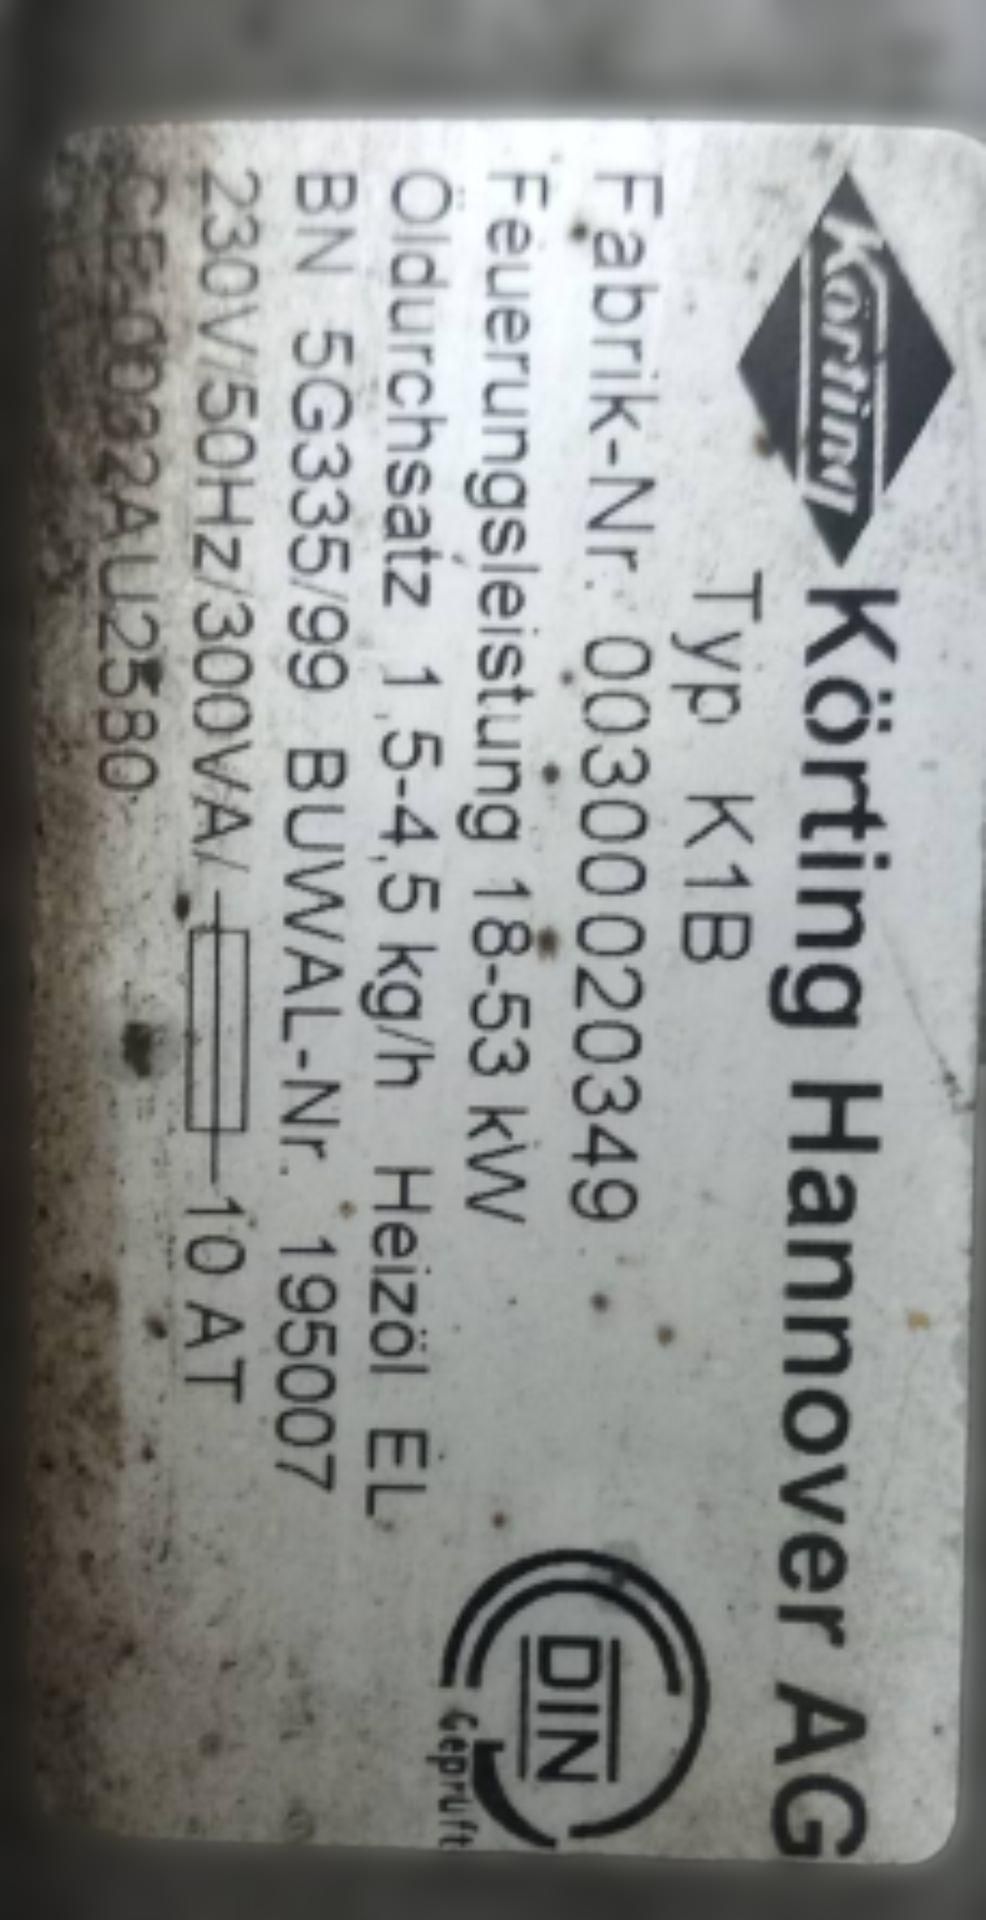 Körting
Körting Hannover AG
Typ K1B
Fabrik-Nr. 003000020349
Feuerungsleistung 18-53 kW
Öldurchsatz 1,5-4,5 kg/h Heizöl EL
BN 5G335/99 BUWAL-Nr. 195007
230V/50Hz/300VA/ 10 AT
CE-0032AU2580
DIN
Geprüft